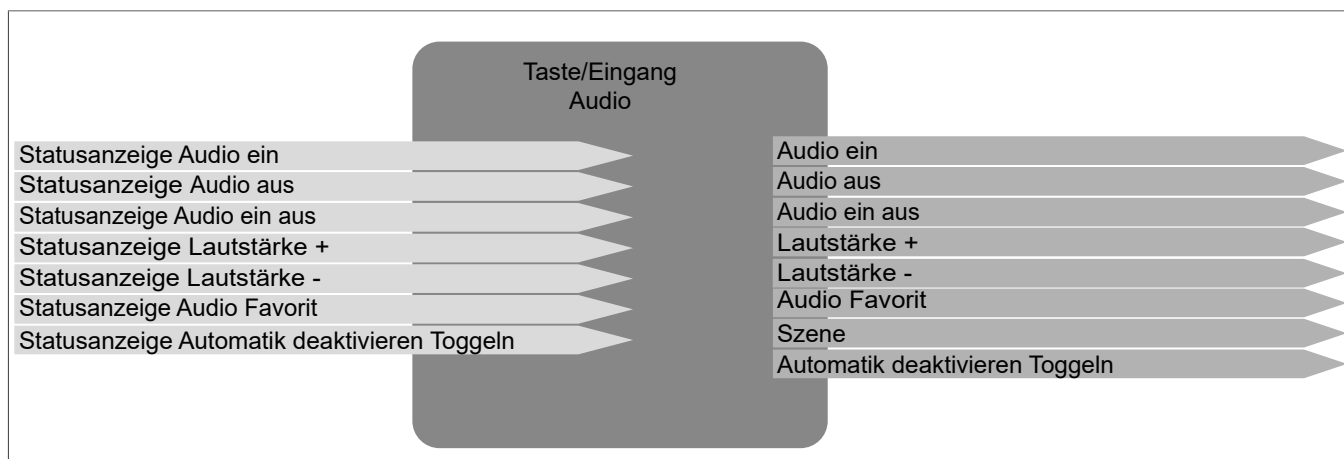 Taste/Eingang
Audio
Statusanzeige Audio ein
Statusanzeige Audio aus
Statusanzeige Audio ein aus
Statusanzeige Lautstärke +
Statusanzeige Lautstärke -
Statusanzeige Audio Favorit
Statusanzeige Automatik deaktivieren Toggeln
Audio ein
Audio aus
Audio ein aus
Lautstärke +
Lautstärke -
Audio Favorit
Szene
Automatik deaktivieren Toggeln